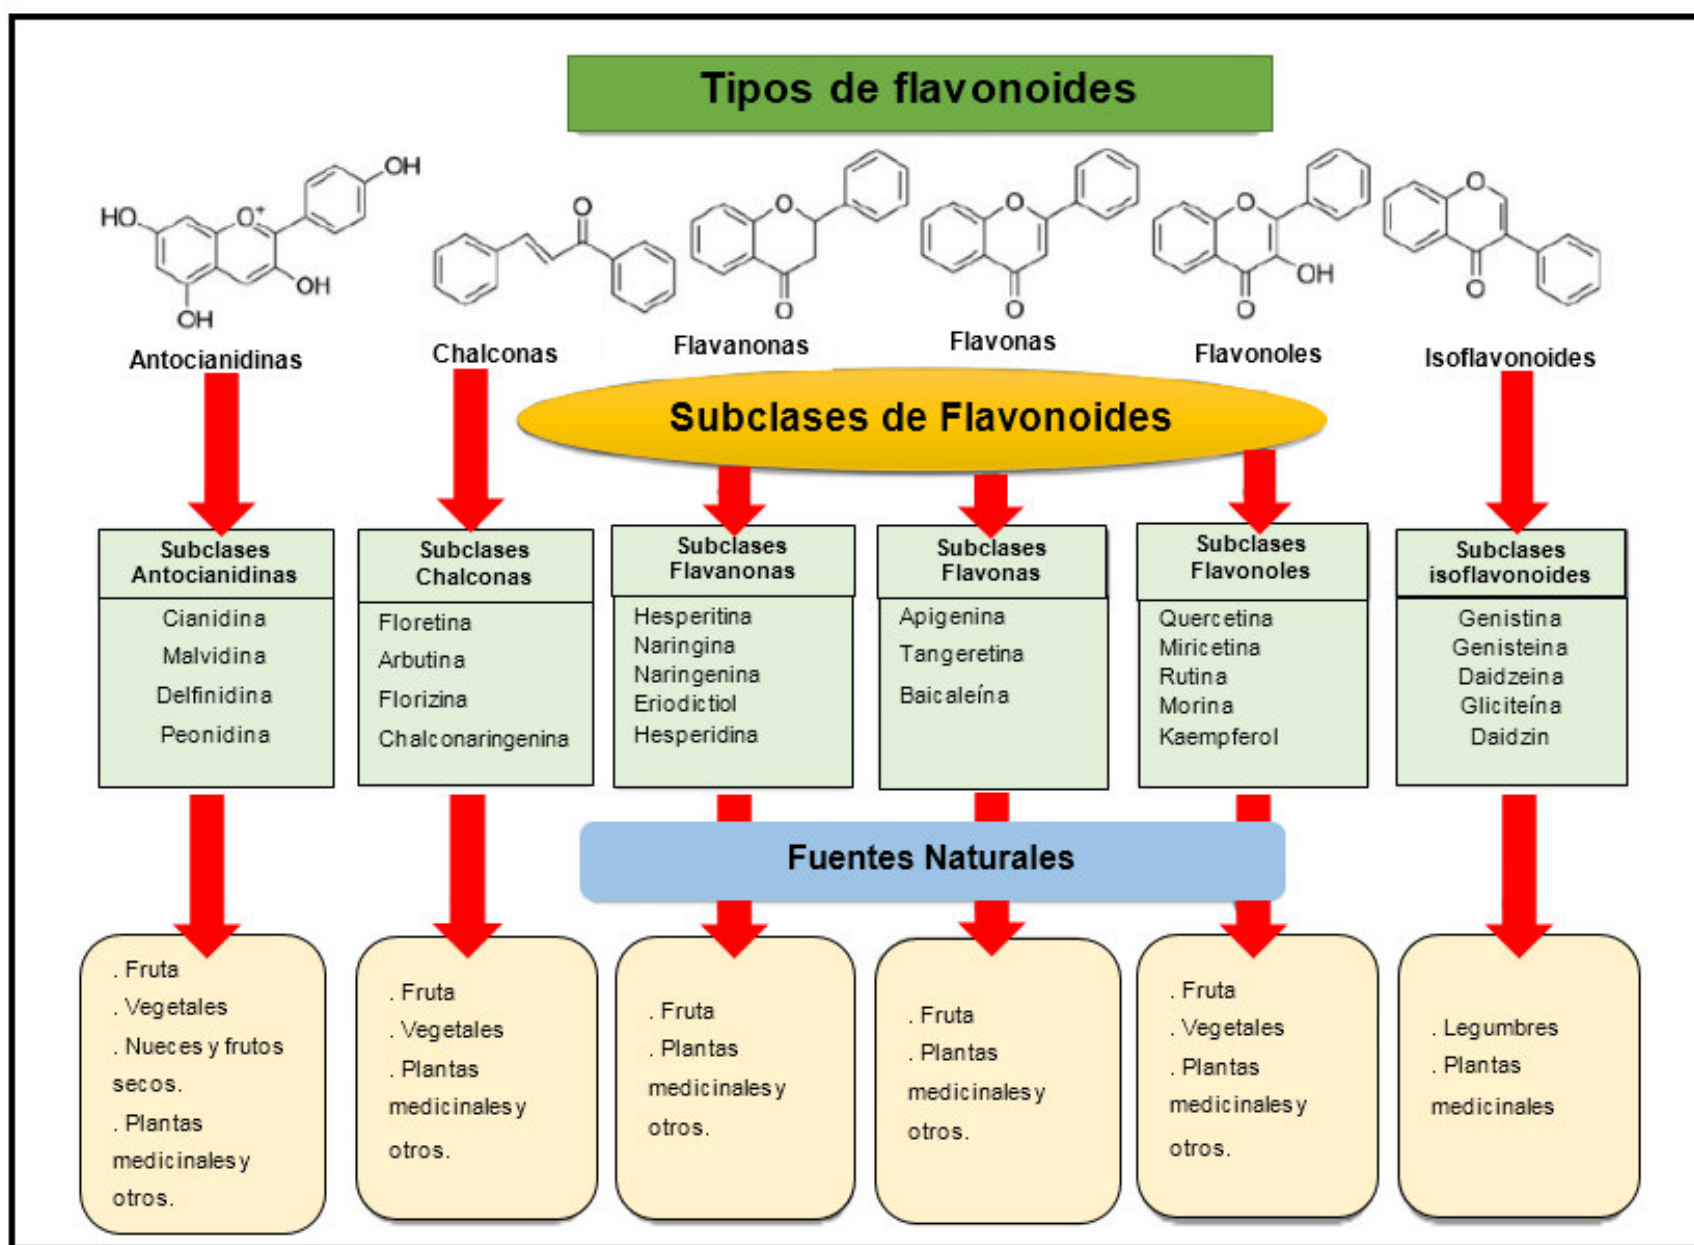 Tipos de flavonoides
OH
HO
O+
OH
OH
Antocianidinas
O
Chalconas
O
O
Flavanonas
O
O
Flavonas
O
OH
O
Flavonoles
O
O
Isoflavonoides
Subclases de Flavonoides
Subclases
Antocianidinas
Cianidina
Malvidina
Delfinidina
Peonidina
Subclases
Chalconas
Floretina
Arbutina
Florizina
Chalconaringenina
Subclases
Flavanonas
Hesperitina
Naringina
Naringenina
Eriodictiol
Hesperidina
Subclases
Flavonas
Apigenina
Tangeretina
Baicaleína
Subclases
Flavonoles
Quercetina
Miricetina
Rutina
Morina
Kaempferol
Subclases
isoflavonoides
Genistina
Genisteina
Daidzeina
Gliciteína
Daidzin
Fuentes Naturales
. Fruta
. Vegetales
. Nueces y frutos
secos.
. Plantas
medicinales y
otros.
. Fruta
. Vegetales
. Plantas
medicinales y
otros.
. Fruta
. Plantas
medicinales y
otros.
. Fruta
. Plantas
medicinales y
otros.
. Fruta
. Vegetales
. Plantas
medicinales y
otros.
. Legumbres
. Plantas
medicinales